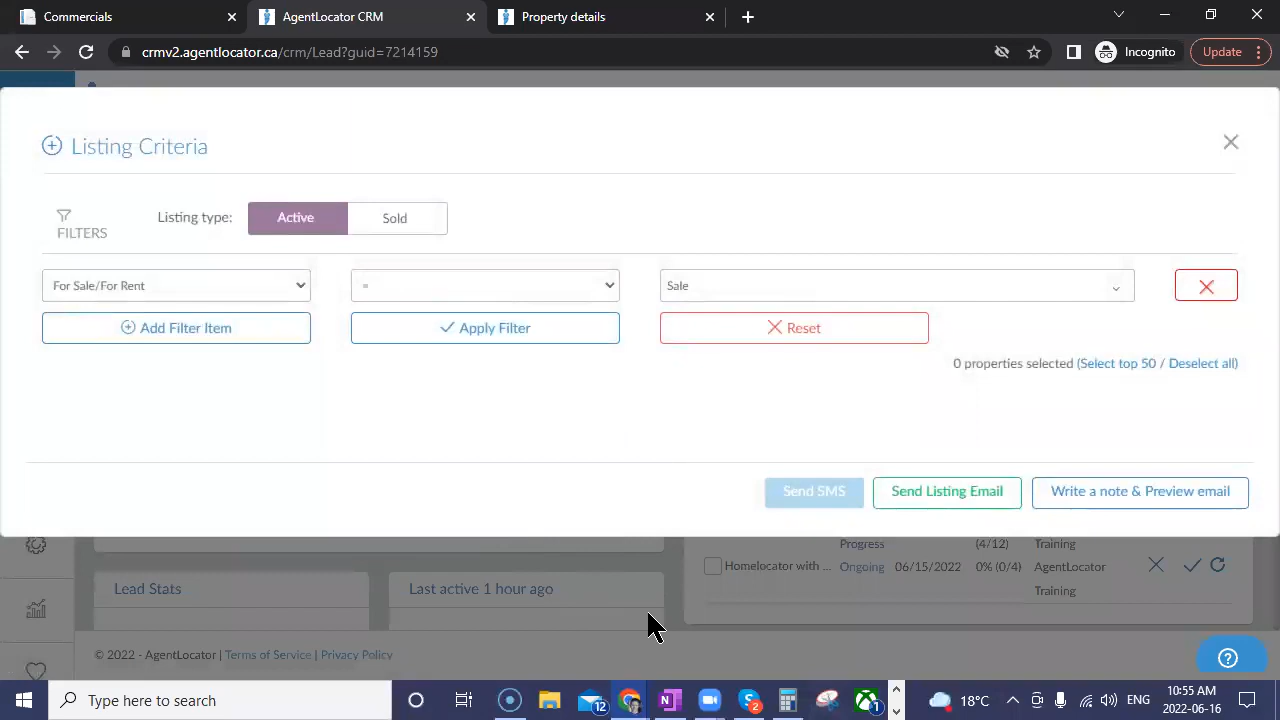 Commercials
AgentLocator CRM
Property details
crmv2.agentlocator.ca/crm/Lead?guid=7214159
Incognito
Update
Listing Criteria
FILTERS
Listing type:
Active
Sold
For Sale/For Rent
=
Sale
Add Filter Item
Apply Filter
Reset
0 properties selected (Select top 50 / Deselect all)
Send SMS
Send Listing Email
Write a note & Preview email
Progress
(4/12)
Training
Homelocator with ...
Ongoing
06/15/2022
0% (0/4)
AgentLocator
Training
Lead Stats
Last active 1 hour ago
© 2022 - AgentLocator | Terms of Service | Privacy Policy
Type here to search
12
2
1
18°C
ENG
10:55 AM
2022-06-16